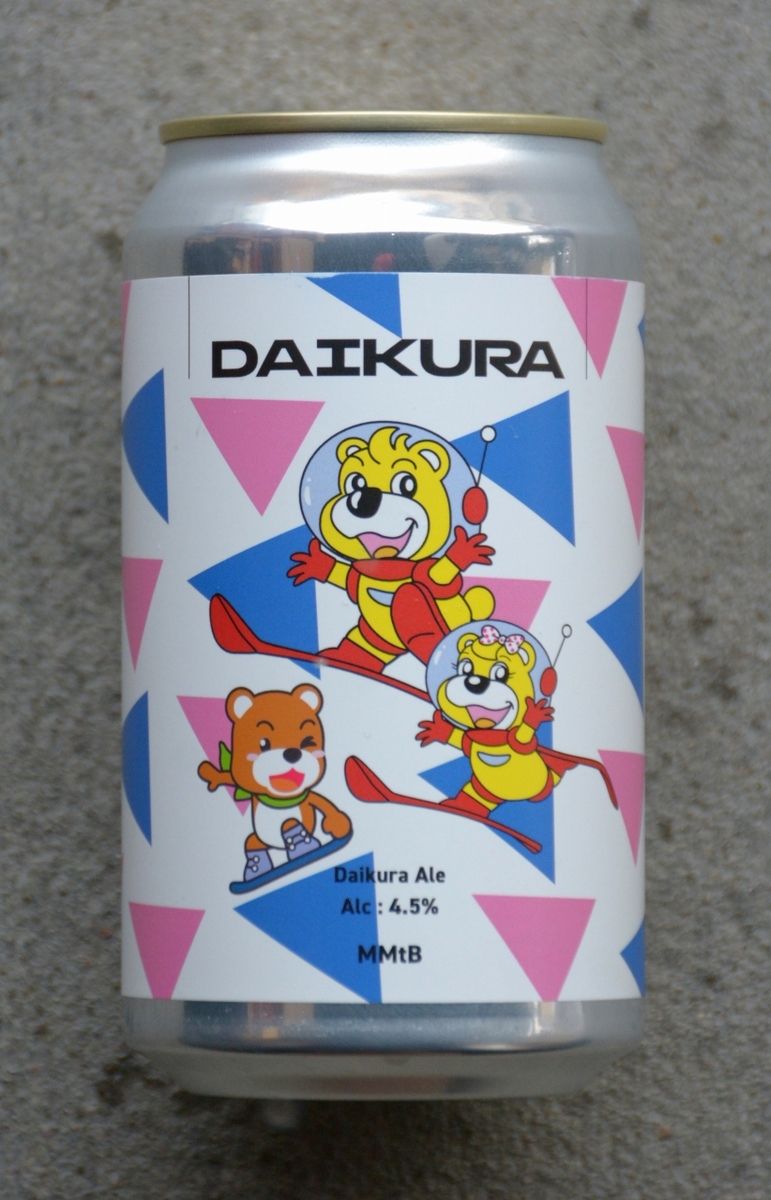 DAIKURA
Daikura Ale
Alc : 4.5%
MMtB